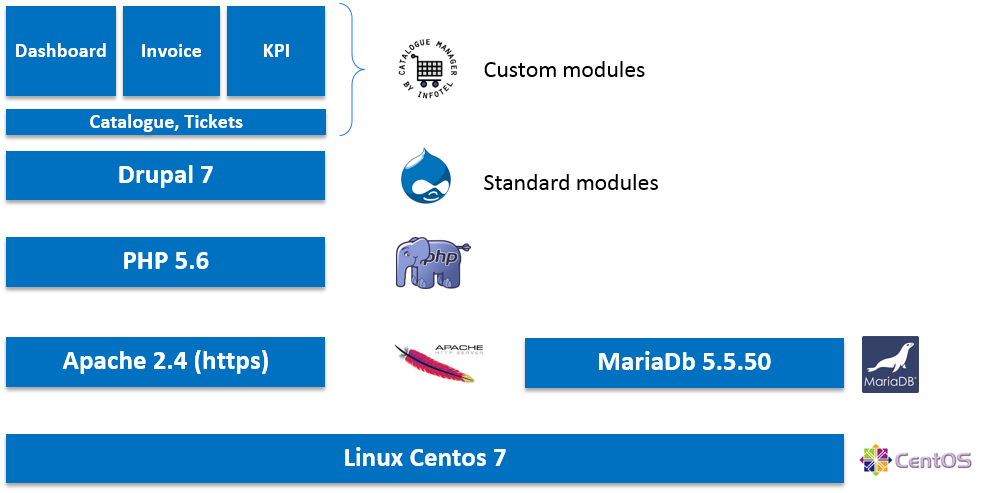 Dashboard
Invoice
KPI
CATALOGUE MANAGER
BY INFOTEL
Custom modules
Catalogue, Tickets
Drupal 7
Standard modules
PHP 5.6
php
Apache 2.4 (https)
APACHE
HTTP SERVER
MariaDb 5.5.50
MariaDB
Linux Centos 7
CentOS